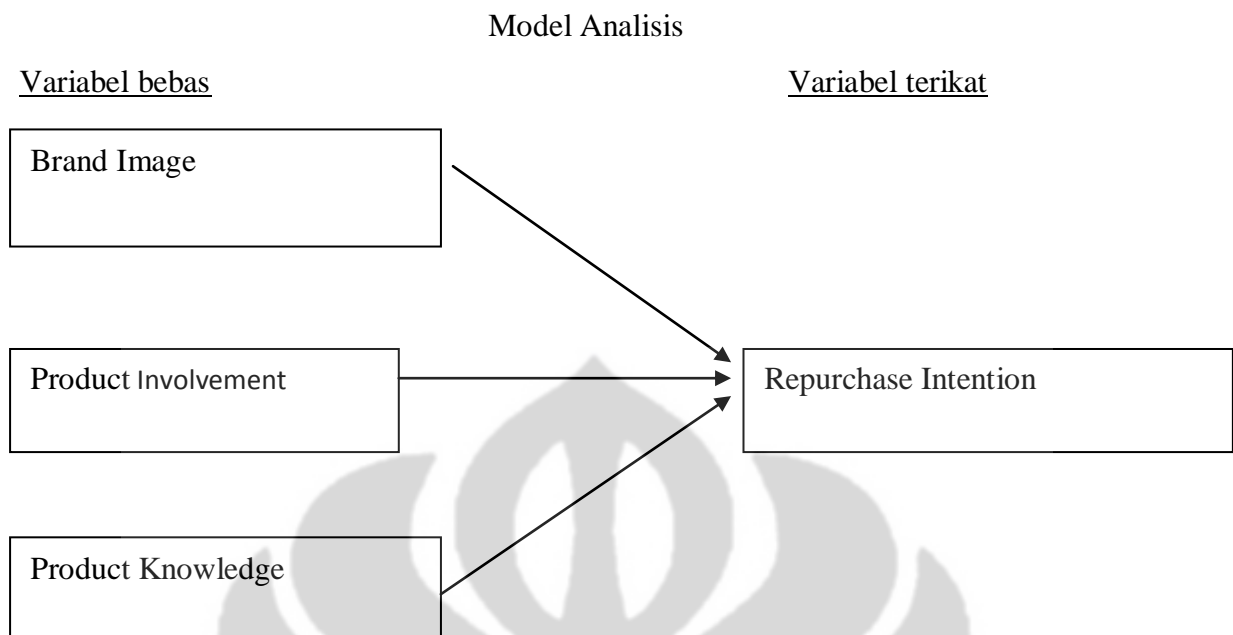 Model Analisis
Variabel bebas
Variabel terikat
Brand Image
Product Involvement
Repurchase Intention
Product Knowledge